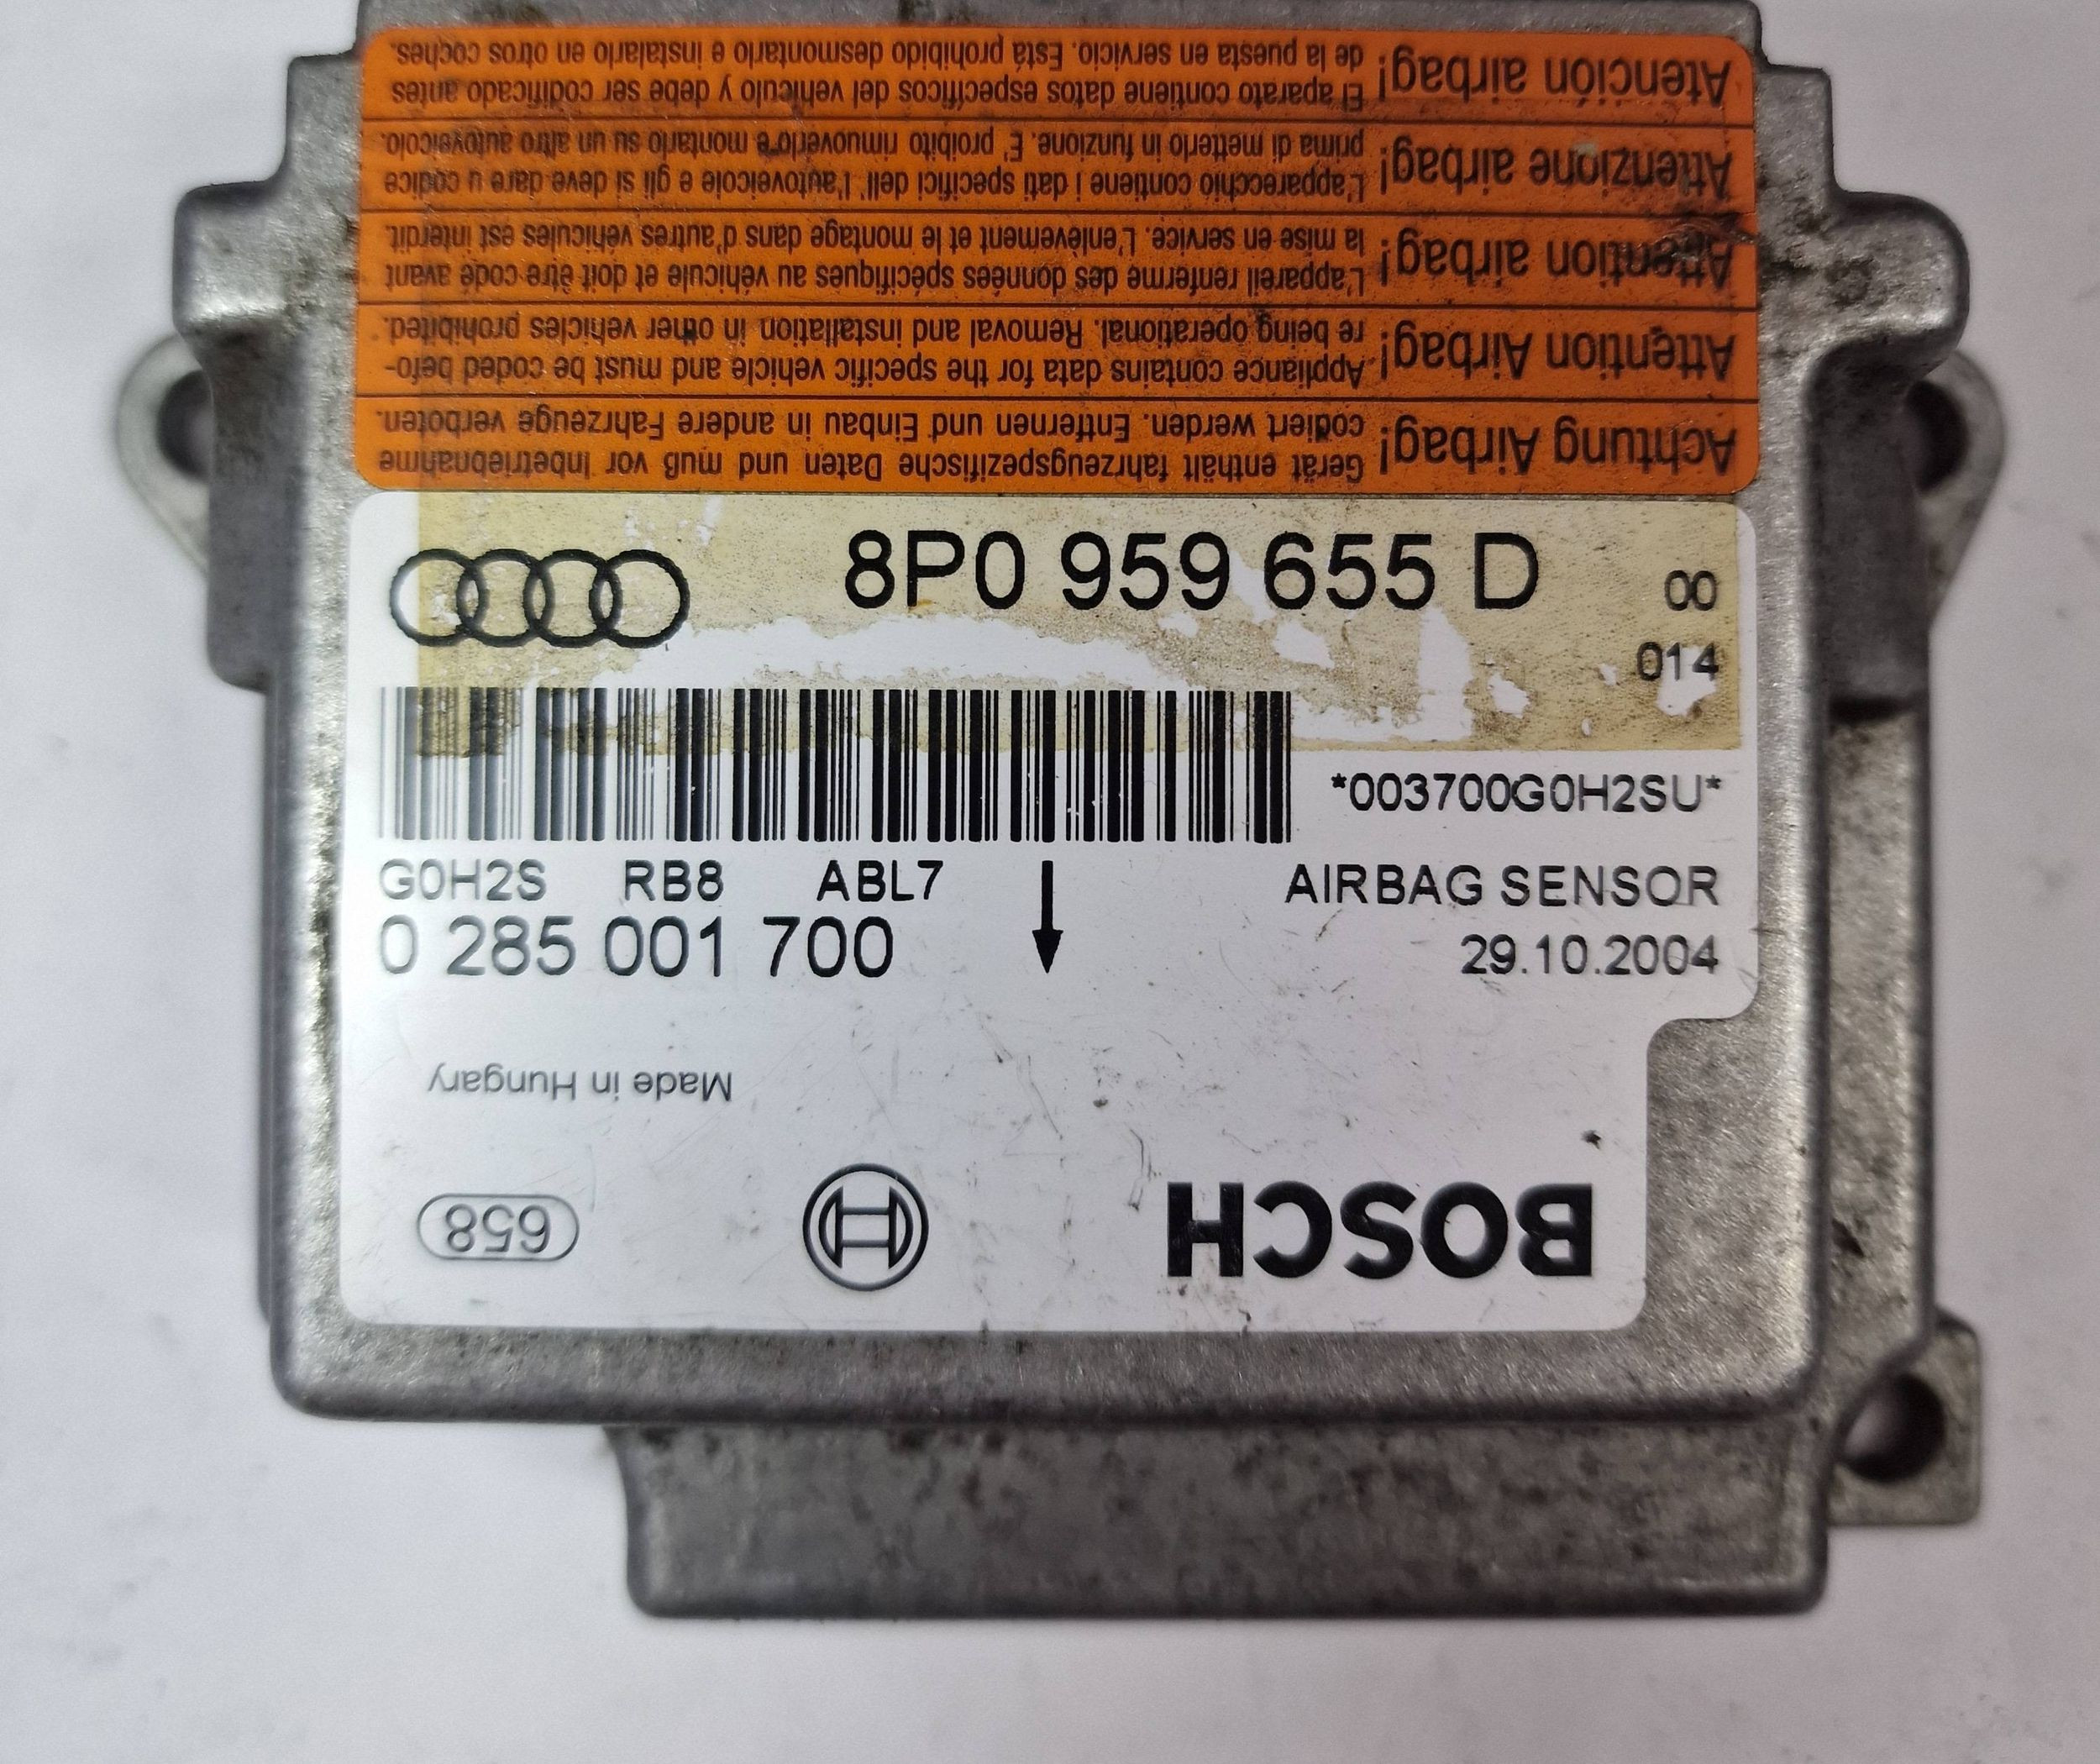 de la puesta en servicio. Está prohibido desmontarlo e instalarlo en otros coches.
Atención airbag! El aparato contiene datos específicos del vehículo y debe ser codificado antes
prima di metterlo in funzione. E' proibito rimuoverlo e montarlo su un altro autoveicolo.
Attenzione airbag! L'apparecchio contiene i dati specifici dell' l'autoveicole e gli si deve dare u codice
la mise en service. L'enlèvement et le montage dans d'autres véhicules est interdit.
Attention airbag! L'appareil renferme des données spécifiques au véhicule et doit être codé avant
re being operational. Removal and installation in other vehicles prohibited.
Attention Airbag! Appliance contains data for the specific vehicle and must be coded befo-
codiert werden. Entfernen und Einbau in andere Fahrzeuge verboten.
Achtung Airbag! Gerät enthält fahrzeugspezifische Daten und muß vor Inbetriebnahme
8P0 959 655 D 00
014
*003700G0H2SU*
G0H2S RB8 ABL7 AIRBAG SENSOR
0 285 001 700 29.10.2004
Made in Hungary
BOSCH 658